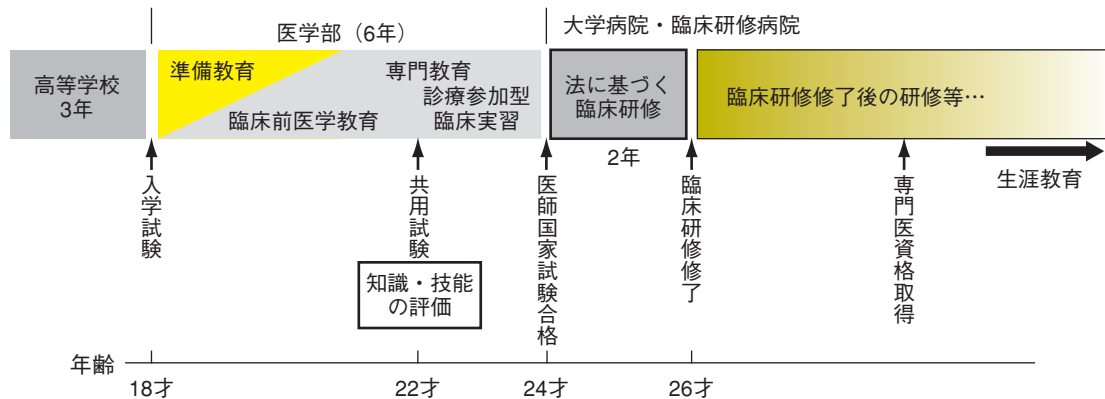 医学部（6年）
大学病院・臨床研修病院
高等学校
3年
準備教育
臨床前医学教育
専門教育
診療参加型
臨床実習
法に基づく
臨床研修
臨床研修修了後の研修等…
2年
生涯教育
入学試験
共用試験
知識・技能
の評価
医師国家試験合格
臨床研修修了
専門医資格取得
年齢
18才
22才
24才
26才